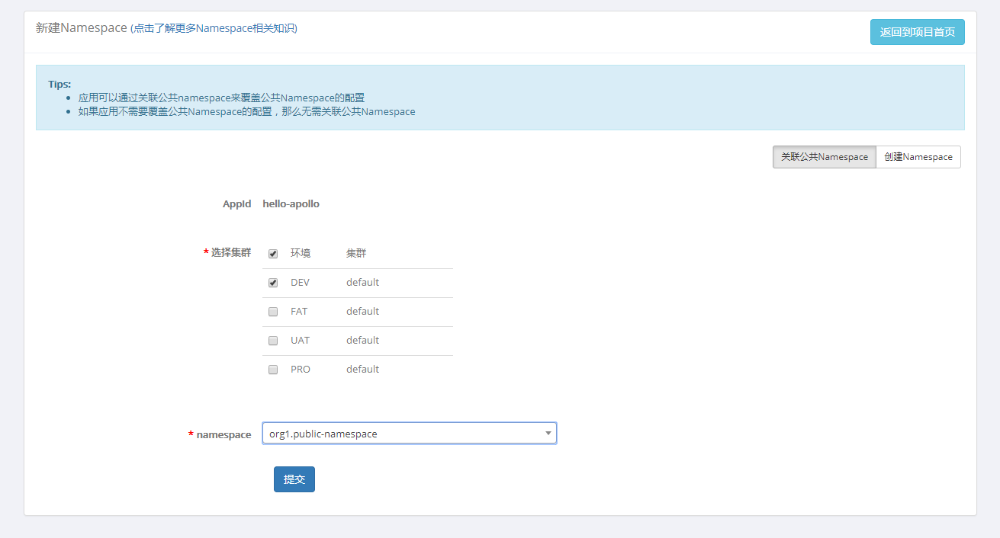 新建Namespace (点击了解更多Namespace相关知识)
返回到项目首页
Tips:
应用可以通过关联公共namespace来覆盖公共Namespace的配置
如果应用不需要覆盖公共Namespace的配置，那么无需关联公共Namespace
关联公共Namespace 创建Namespace
AppId hello-apollo
* 选择集群 环境 集群
DEV default
FAT default
UAT default
PRO default
* namespace org1.public-namespace
提交